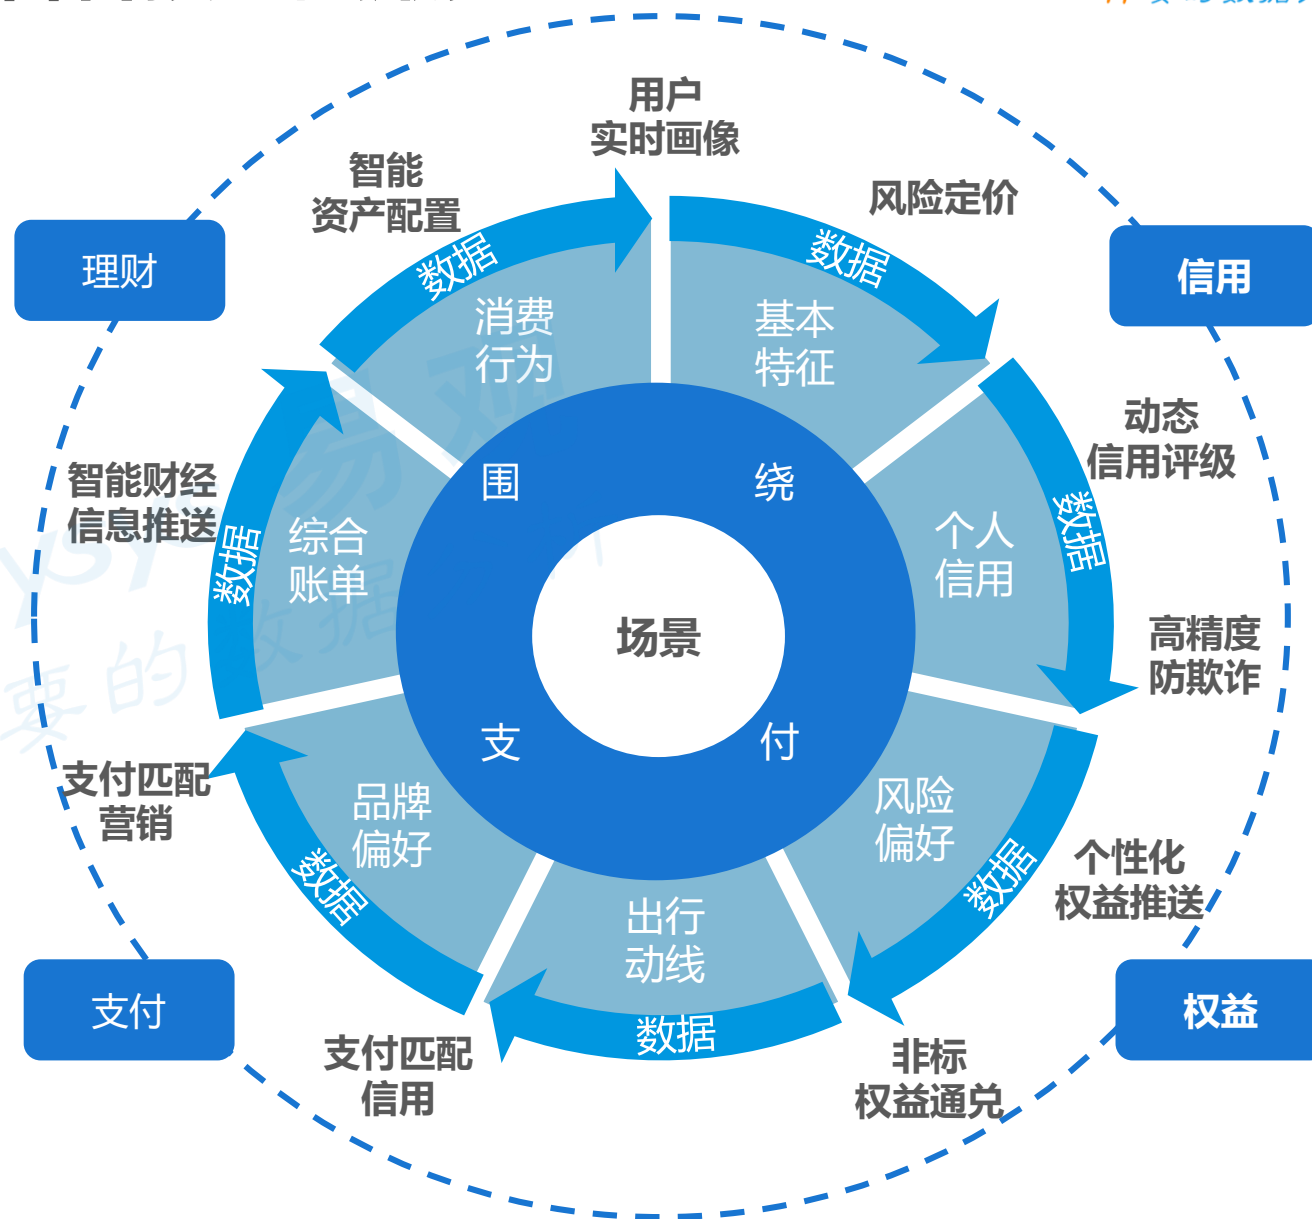 用户
实时画像
智能
资产配置
风险定价
理财
信用
数据
数据
消费
行为
基本
特征
动态
信用评级
智能财经
信息推送
围
绕
数据
综合
账单
个人
信用
数据
场景
高精度
防欺诈
支
付
支付匹配
营销
品牌
偏好
风险
偏好
数据
数据
个性化
权益推送
出行
动线
数据
支付
权益
支付匹配
信用
非标
权益通兑
易观
要的数据